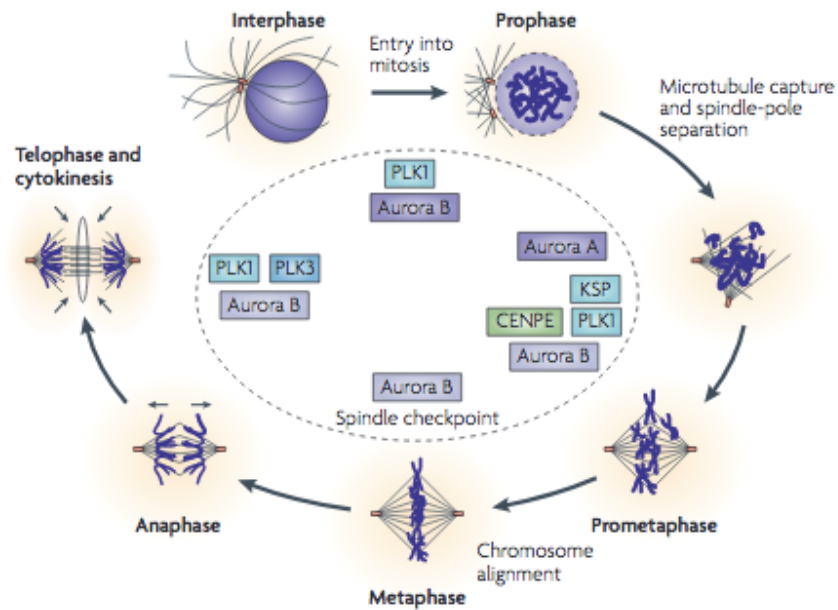 Interphase
Prophase
Entry into
mitosis
Microtubule capture
and spindle-pole
separation
Telophase and
cytokinesis
PLK1
Aurora B
Aurora A
PLK1 PLK3
Aurora B
KSP
CENPE PLK1
Aurora B
Aurora B
Spindle checkpoint
Anaphase
Prometaphase
Chromosome
alignment
Metaphase